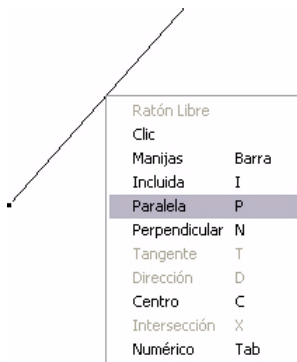 Ratón Libre
Clic
Manijas Barra
Incluida I
Paralela P
Perpendicular N
Tangente T
Dirección D
Centro C
Intersección X
Numérico Tab